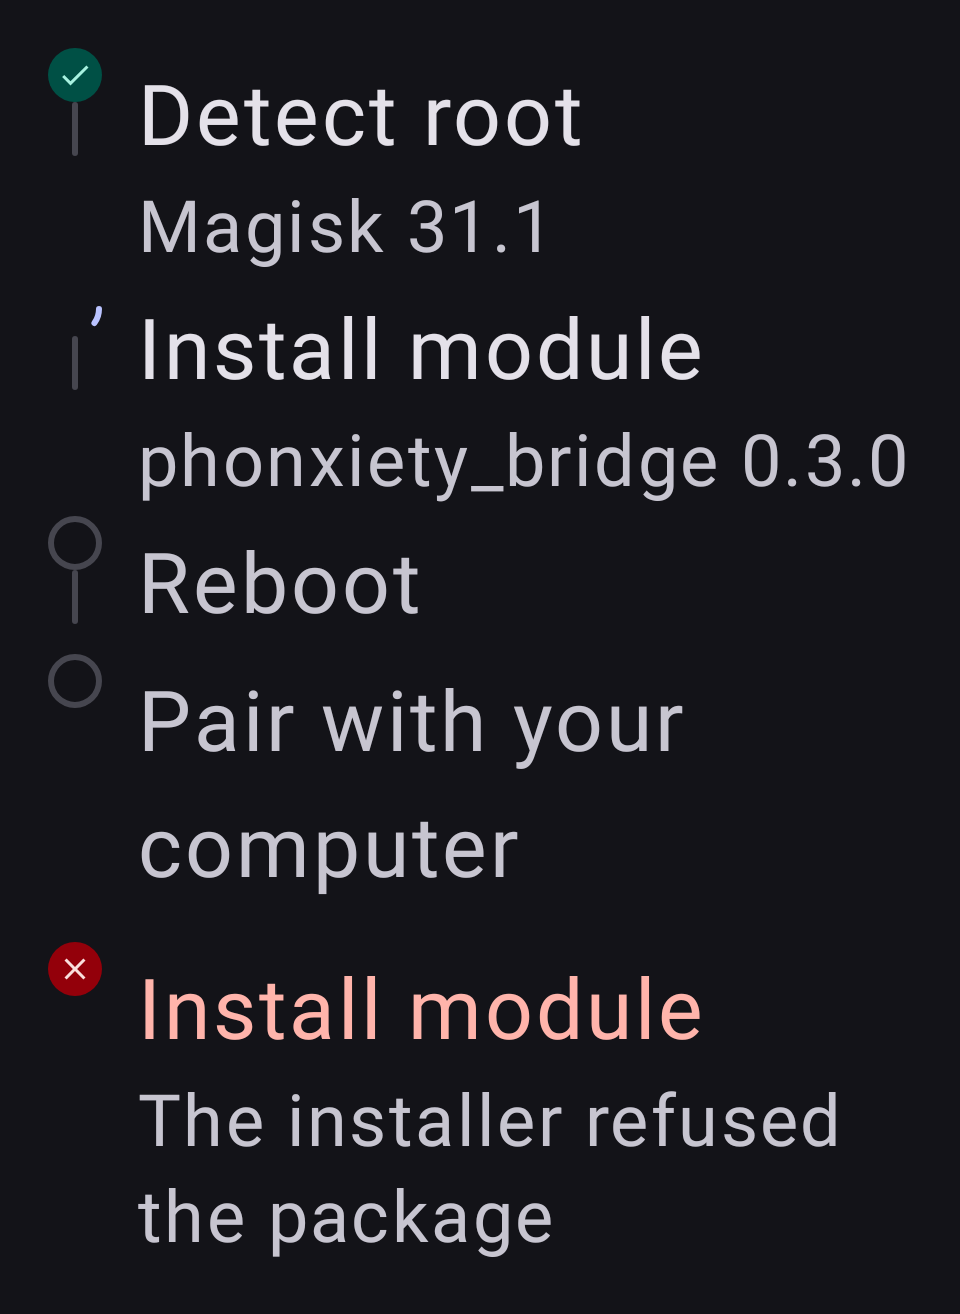 Detect root
Magisk 31.1
Install module
phonxiety_bridge 0.3.0
Reboot
Pair with your
computer
Install module
The installer refused
the package